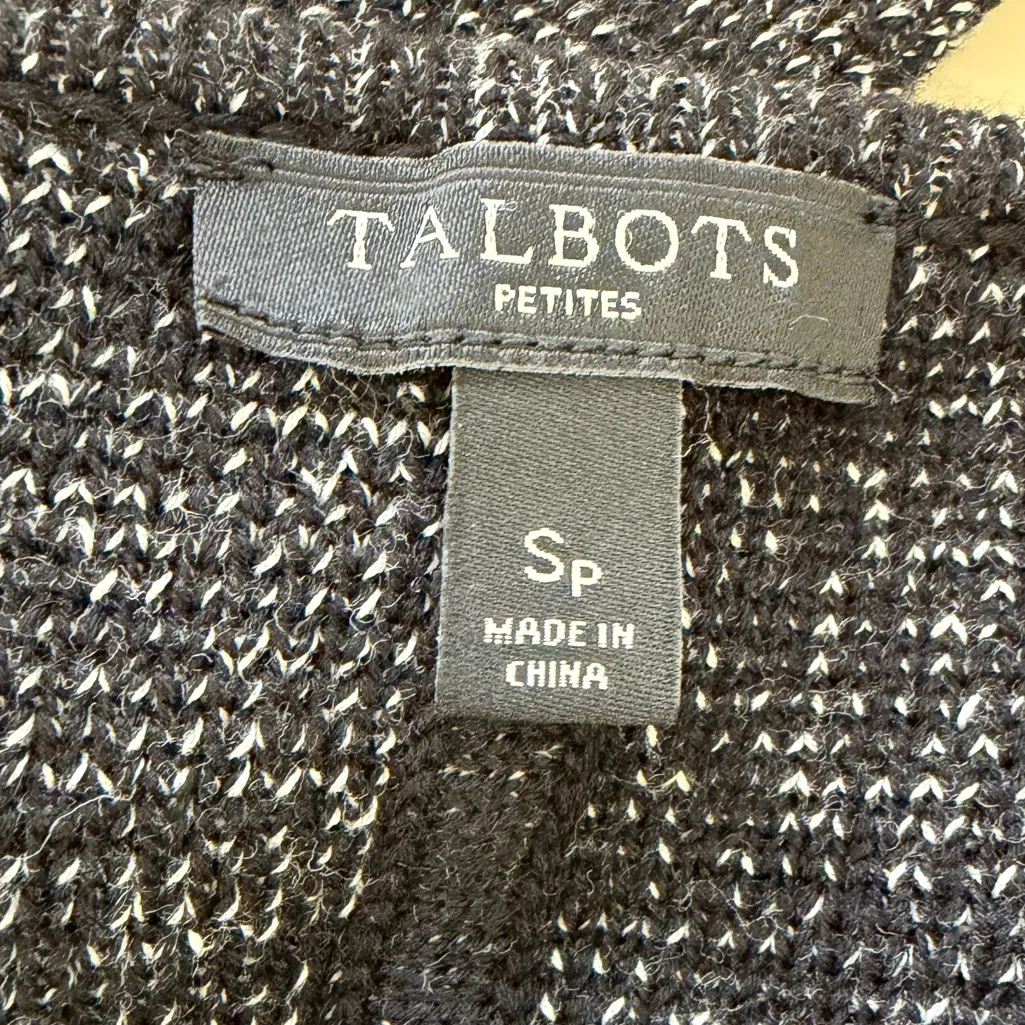 TALBOTS
PETITES
SP
MADE IN
CHINA